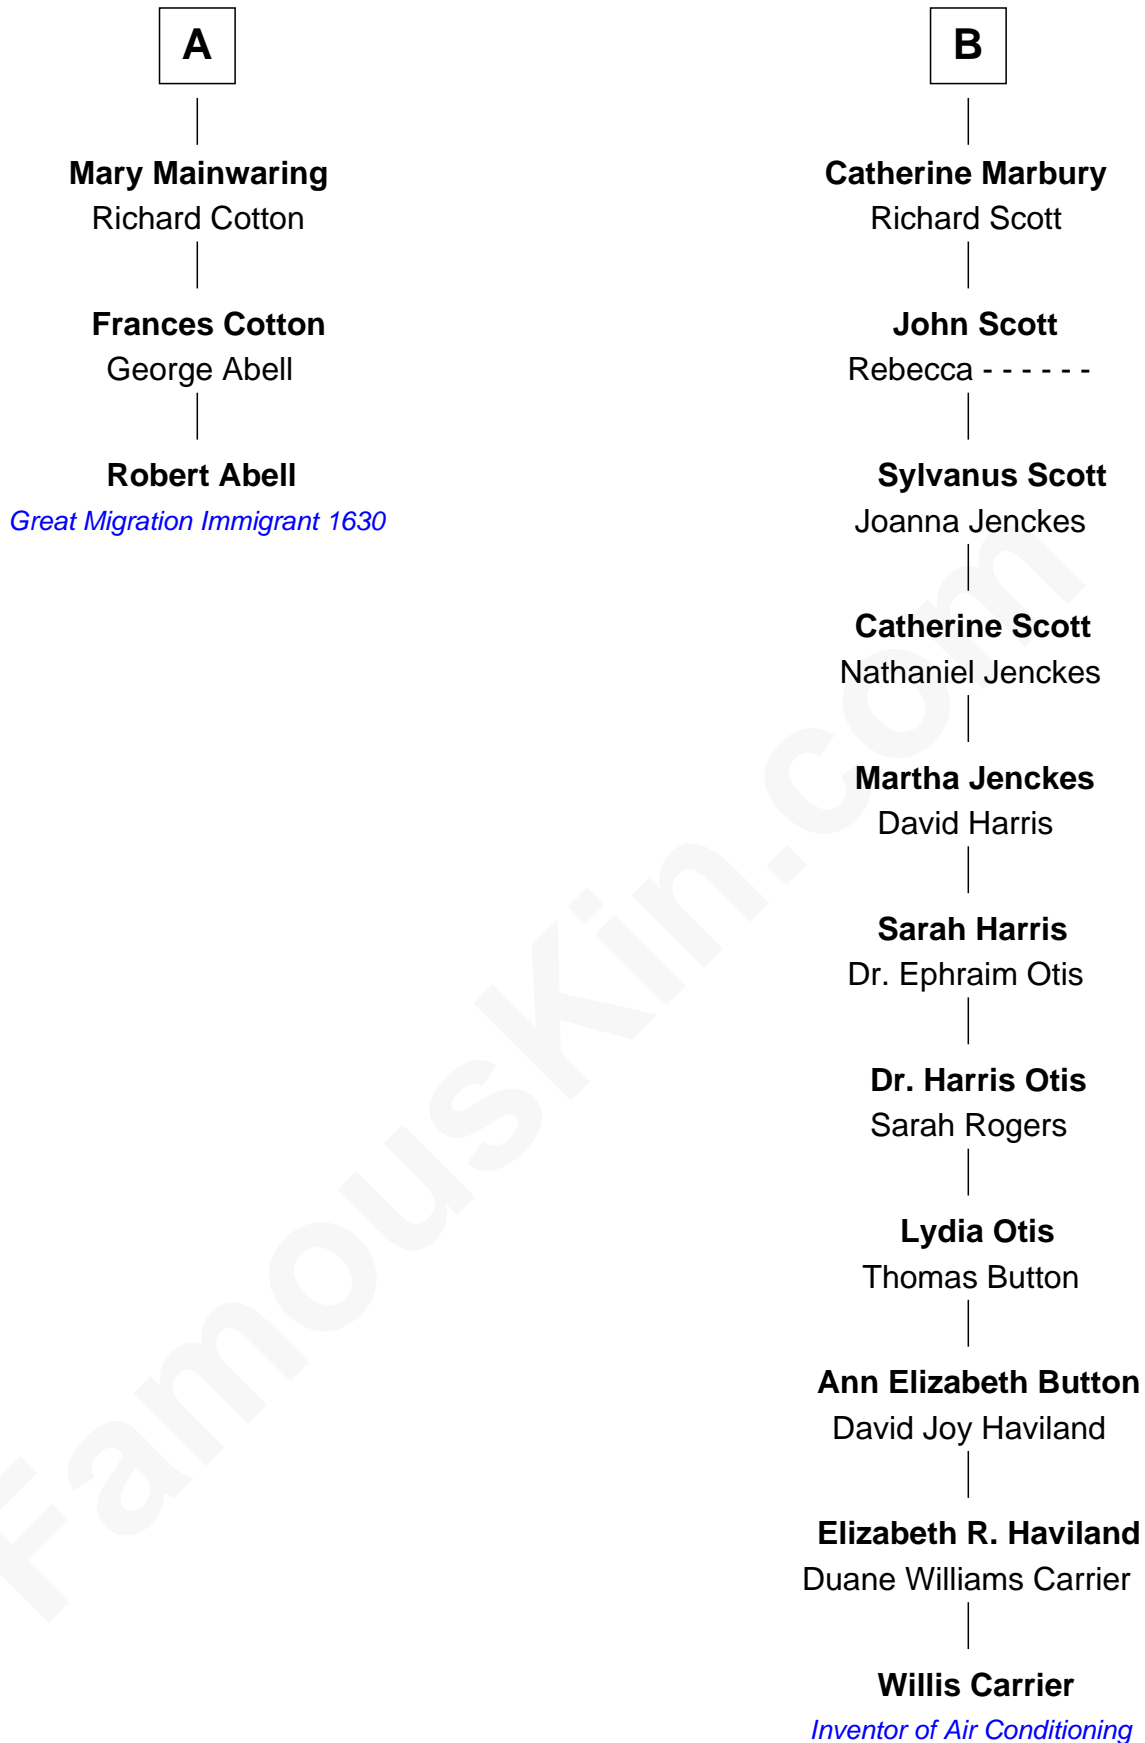 A
Mary Mainwaring
Richard Cotton
Frances Cotton
George Abell
Robert Abell
Great Migration Immigrant 1630
B
Catherine Marbury
Richard Scott
John Scott
Rebecca - - - - - -
Sylvanus Scott
Joanna Jenckes
Catherine Scott
Nathaniel Jenckes
Martha Jenckes
David Harris
Sarah Harris
Dr. Ephraim Otis
Dr. Harris Otis
Sarah Rogers
Lydia Otis
Thomas Button
Ann Elizabeth Button
David Joy Haviland
Elizabeth R. Haviland
Duane Williams Carrier
Willis Carrier
Inventor of Air Conditioning
FamousKin.com